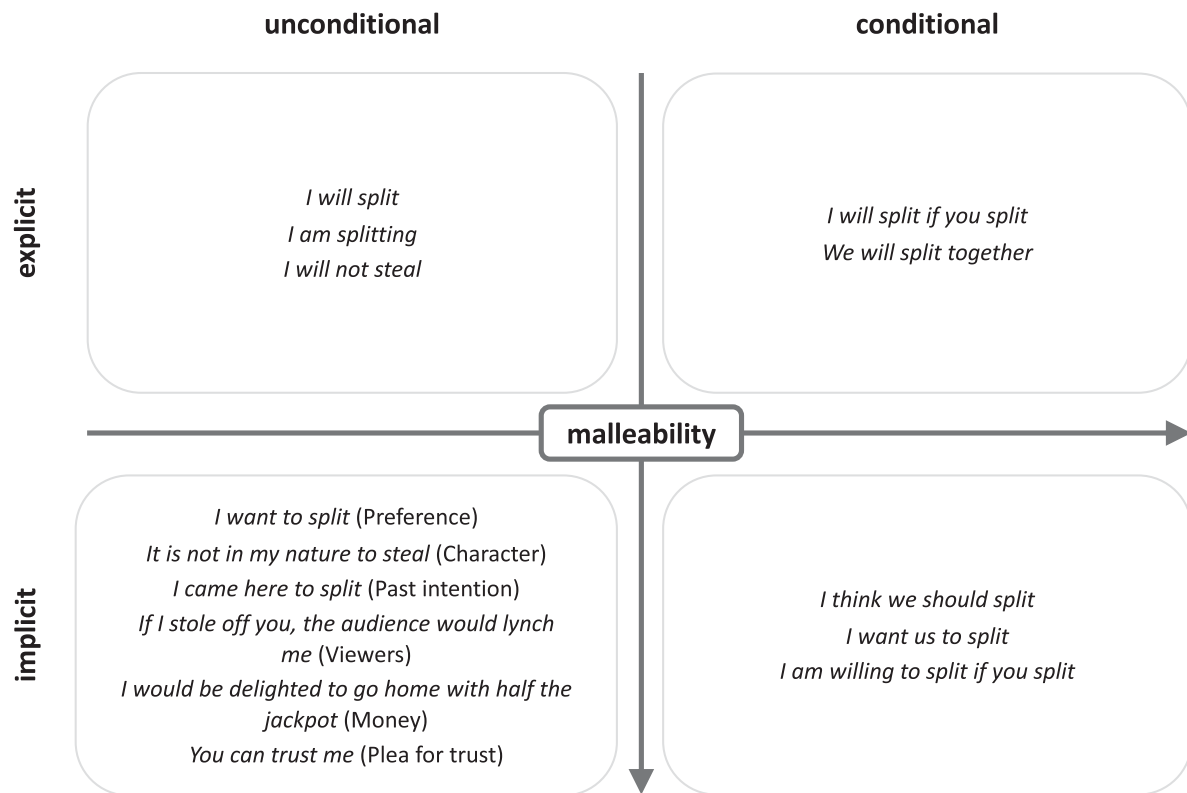 unconditional
conditional
explicit
I will split
I am splitting
I will not steal
I will split if you split
We will split together
malleability
implicit
I want to split (Preference)
It is not in my nature to steal (Character)
I came here to split (Past intention)
If I stole off you, the audience would lynch
me (Viewers)
I would be delighted to go home with half the
jackpot (Money)
You can trust me (Plea for trust)
I think we should split
I want us to split
I am willing to split if you split